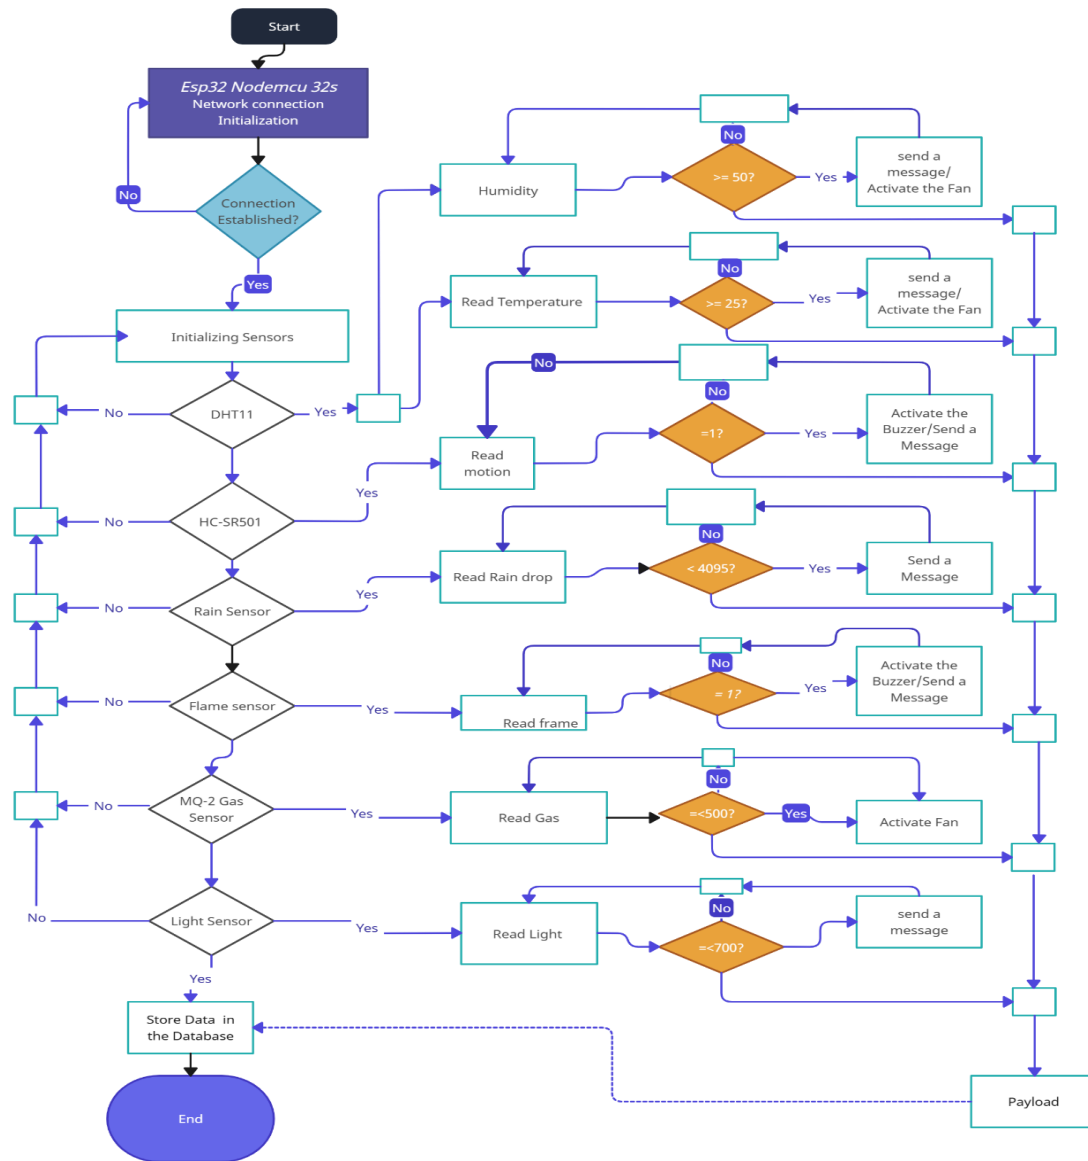 Start
Esp32 Nodemcu 32s
Network connection
Initialization
No
Connection
Established?
Yes
Initializing Sensors
No
DHT11
Yes
No
HC-SR501
Yes
No
Rain Sensor
Yes
No
Flame sensor
Yes
No
MQ-2 Gas
Sensor
Yes
No
Light Sensor
Yes
Yes
Store Data in
the Database
End
Humidity
No
>= 50?
Yes
send a
message/
Activate the Fan
Read Temperature
No
>= 25?
Yes
send a
message/
Activate the Fan
No
Read
motion
No
=1?
Yes
Activate the
Buzzer/Send a
Message
Read Rain drop
No
< 4095?
Yes
Send a
Message
Read frame
No
= 1?
Yes
Activate the
Buzzer/Send a
Message
Read Gas
No
=<500?
Yes
Activate Fan
Read Light
No
=<700?
send a
message
Payload